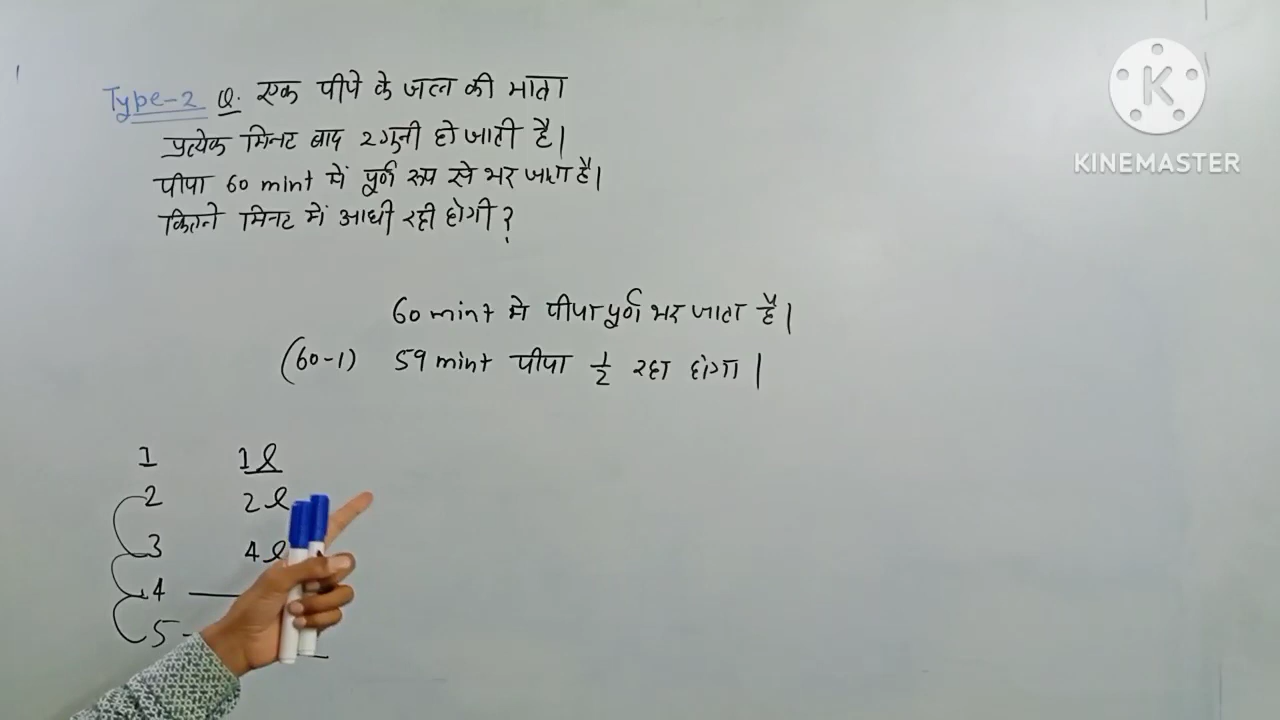 Type-2 Q. एक पीपे के जल की मात्रा
प्रत्येक मिनट बाद 2गुनी हो जाती है।
पीपा 60 mint में पूर्ण रूप से भर जाता है।
कितने मिनट में आधी रही होगी?
60 mint मे पीपा पूर्ण भर जाता है।
(60-1) 59 mint पीपा 1/2 रहा होगा।
1 1l
2 2l
3 4l
4
5
KINEMASTER